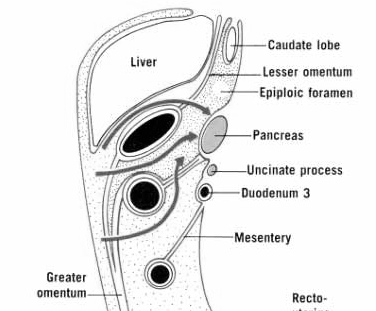 Liver
Caudate lobe
Lesser omentum
Epiploic foramen
Pancreas
Uncinate process
Duodenum 3
Mesentery
Greater
omentum
Recto-